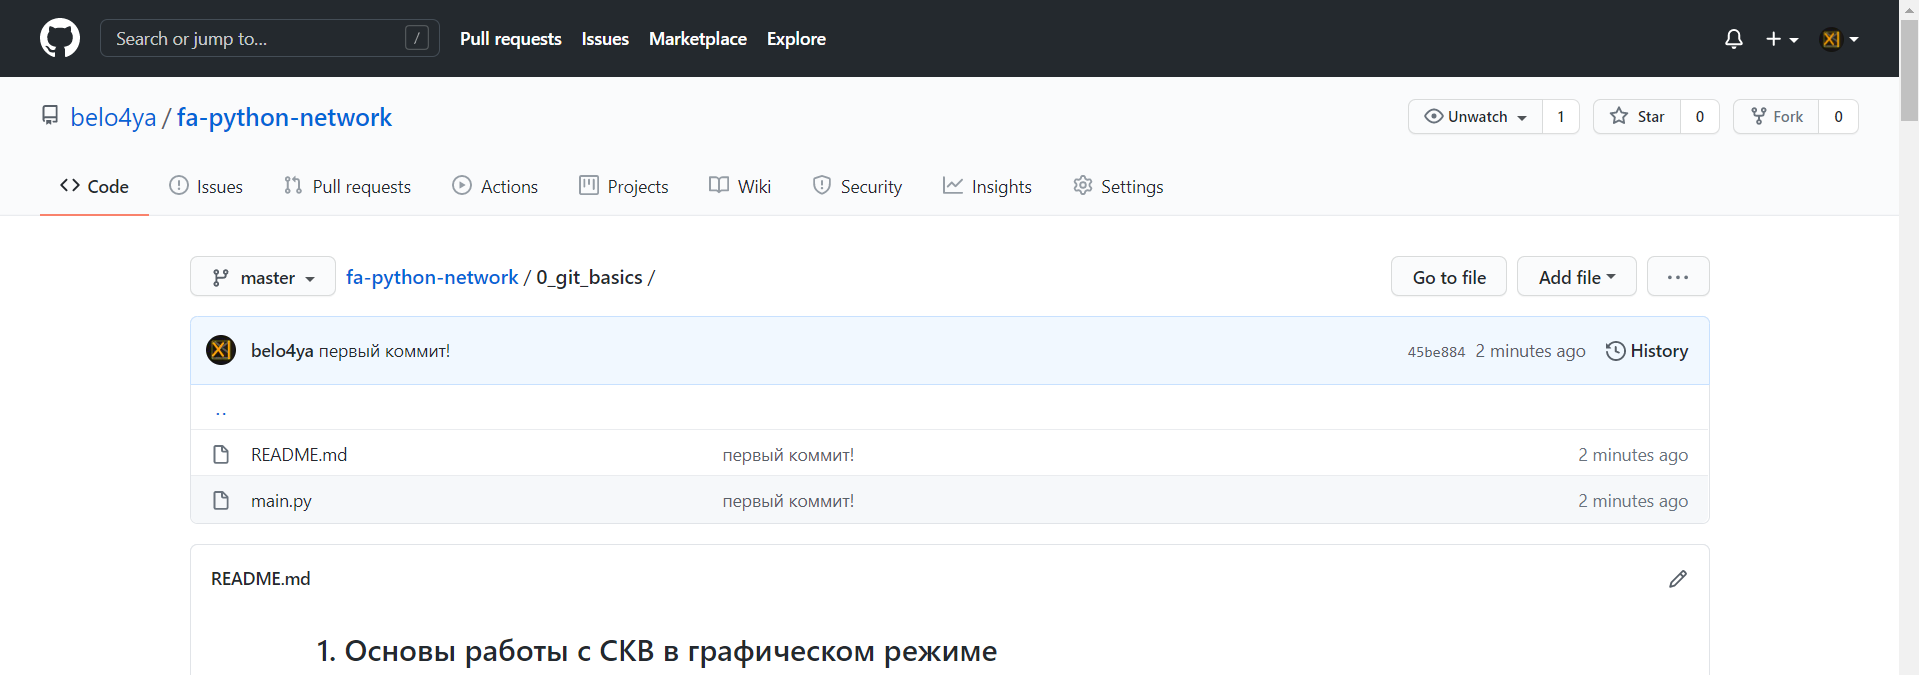 Search or jump to... / Pull requests Issues Marketplace Explore
belo4ya / fa-python-network Unwatch 1 Star 0 Fork 0
Code Issues Pull requests Actions Projects Wiki Security Insights Settings
master fa-python-network / 0_git_basics / Go to file Add file ...
belo4ya первый коммит! 45be884 2 minutes ago History
..
README.md первый коммит! 2 minutes ago
main.py первый коммит! 2 minutes ago
README.md
1. Основы работы с СКВ в графическом режиме